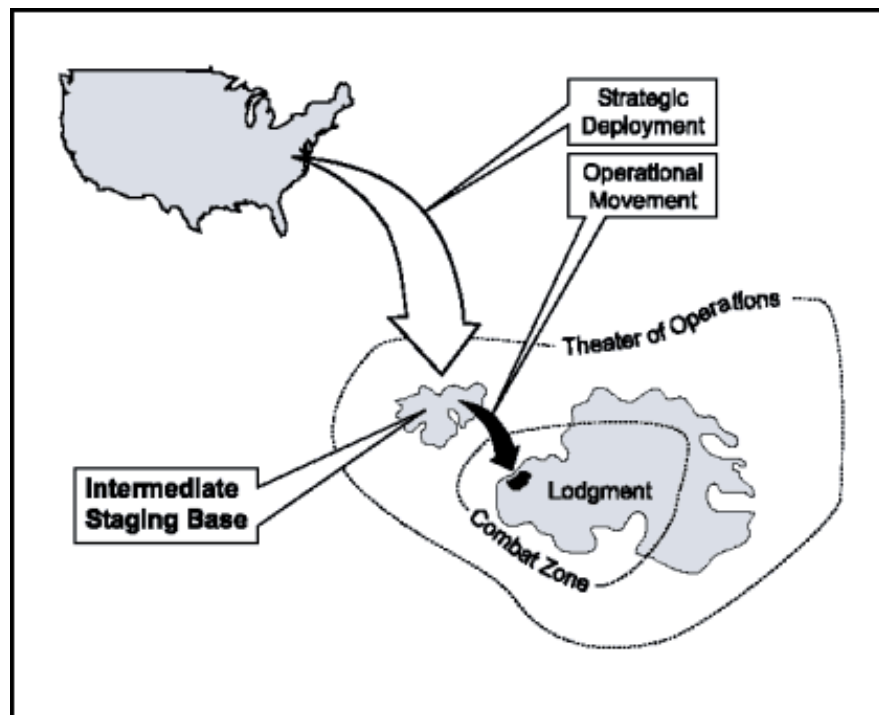 Strategic
Deployment
Operational
Movement
Theater of Operations
Intermediate
Staging Base
Lodgment
Combat Zone